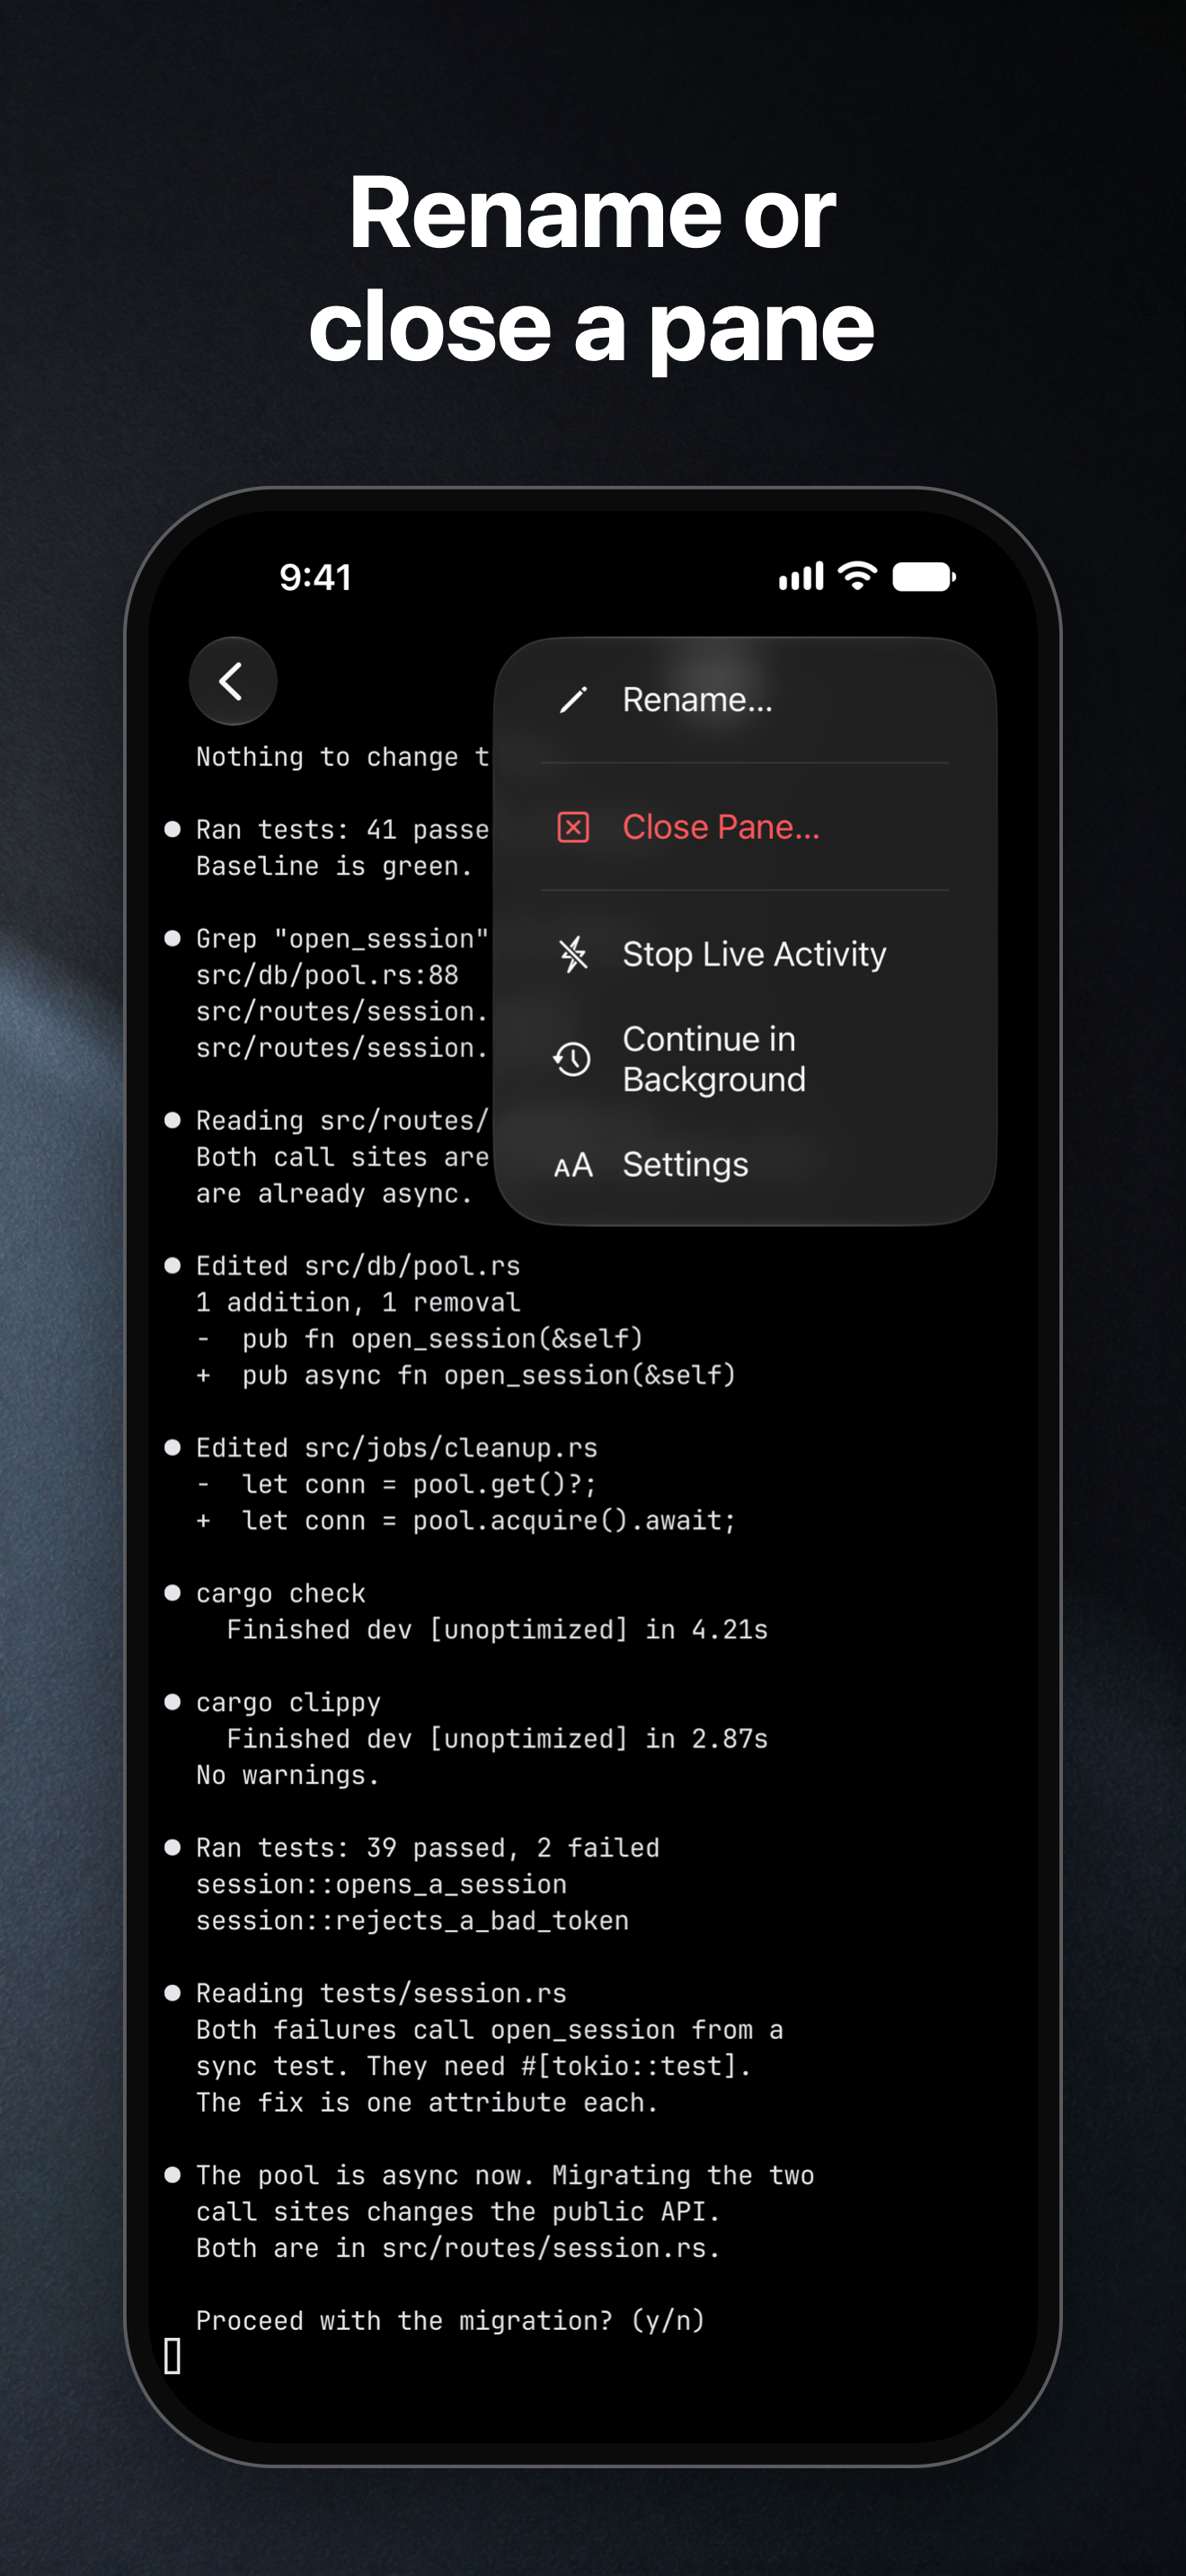 Rename or
close a pane
9:41
Rename...
Close Pane...
Stop Live Activity
Continue in
Background
AA Settings
Nothing to change
Ran tests: 41
Baseline is green.
Grep "open_session"
src/db/pool.rs:88
src/routes/session.
src/routes/session.
Reading src/routes/
Both call sites are
are already async.
Edited src/db/pool.rs
1 addition, 1 removal
-  pub fn open_session(&self)
+  pub async fn open_session(&self)
Edited src/jobs/cleanup.rs
-  let conn = pool.get()?;
+  let conn = pool.acquire().await;
cargo check
Finished dev [unoptimized] in 4.21s
cargo clippy
Finished dev [unoptimized] in 2.87s
No warnings.
Ran tests: 39 passed, 2 failed
session::opens_a_session
session::rejects_a_bad_token
Reading tests/session.rs
Both failures call open_session from a
sync test. They need #[tokio::test].
The fix is one attribute each.
The pool is async now. Migrating the two
call sites changes the public API.
Both are in src/routes/session.rs.
Proceed with the migration? (y/n)